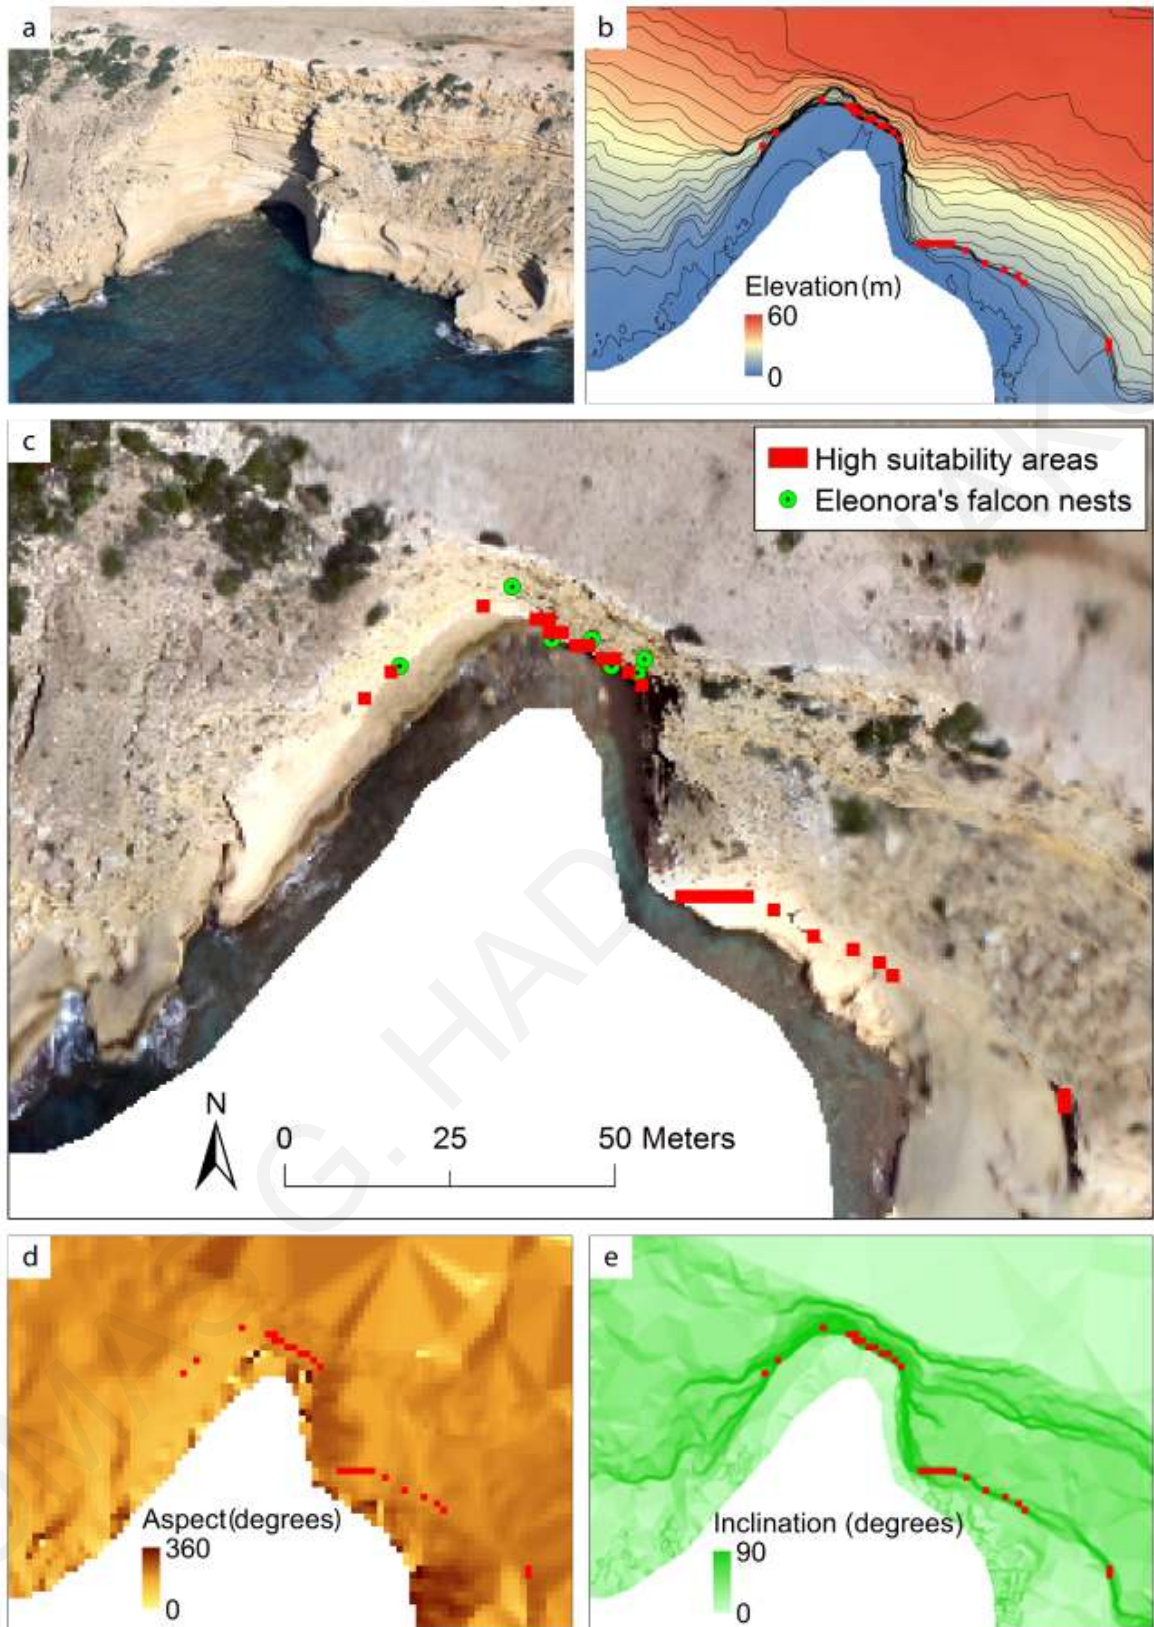 a
b
Elevation (m)
60
0
c
High suitability areas
Eleonora's falcon nests
N
0 25 50 Meters
d
Aspect(degrees)
360
0
e
Inclination (degrees)
90
0